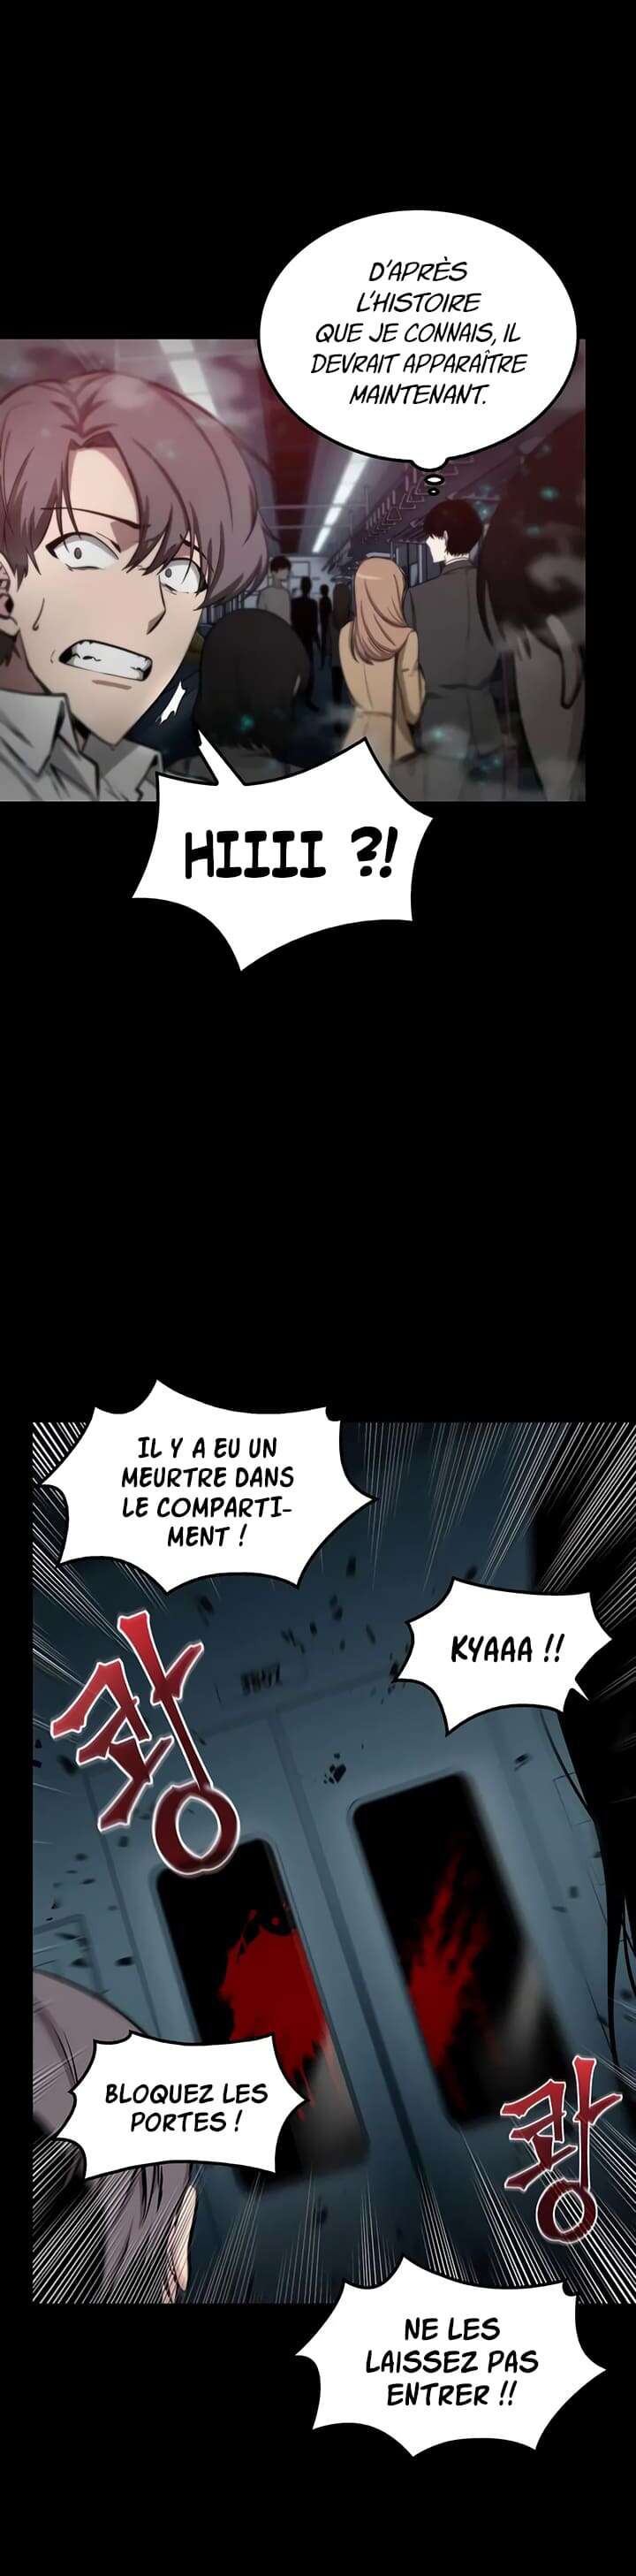 D'APRÈS
L'HISTOIRE
QUE JE CONNAIS, IL
DEVRAIT APPARAÎTRE
MAINTENANT.
HIIII ?!
IL Y A EU UN
MEURTRE DANS
LE COMPARTI-
MENT !
KYAAA !!
쾅
BLOQUEZ LES
PORTES !
쾅
NE LES
LAISSEZ PAS
ENTRER !!